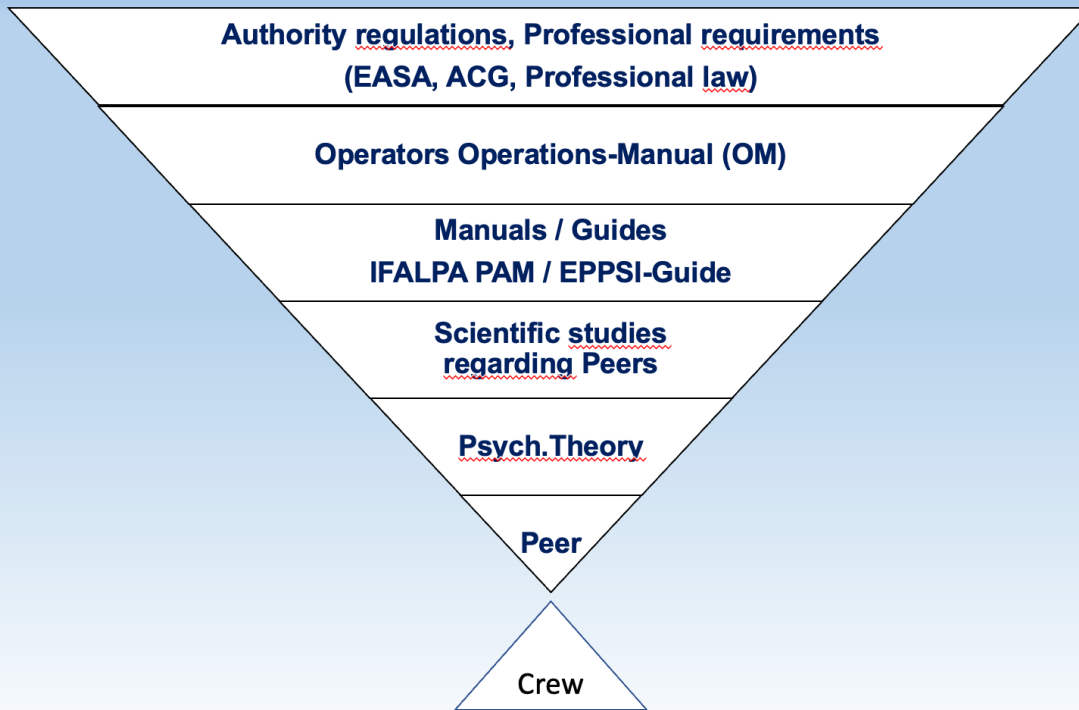 Authority regulations, Professional requirements
(EASA, ACG, Professional law)
Operators Operations-Manual (OM)
Manuals / Guides
IFALPA PAM / EPPSI-Guide
Scientific studies
regarding Peers
Psych.Theory
Peer
Crew